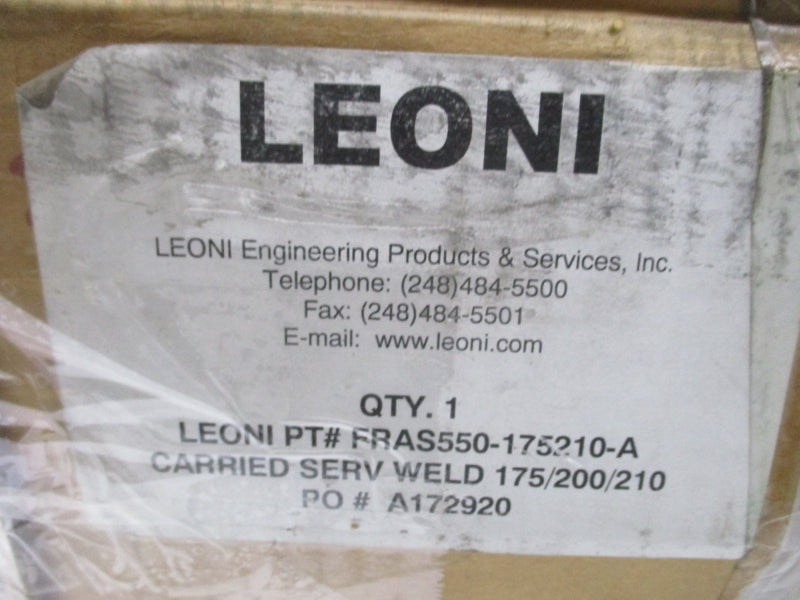 LEONI
LEONI Engineering Products & Services, Inc.
Telephone: (248)484-5500
Fax: (248)484-5501
E-mail: www.leoni.com
QTY. 1
LEONI PT# FRAS550-175210-A
CARRIED SERV WELD 175/200/210
PO # A172920